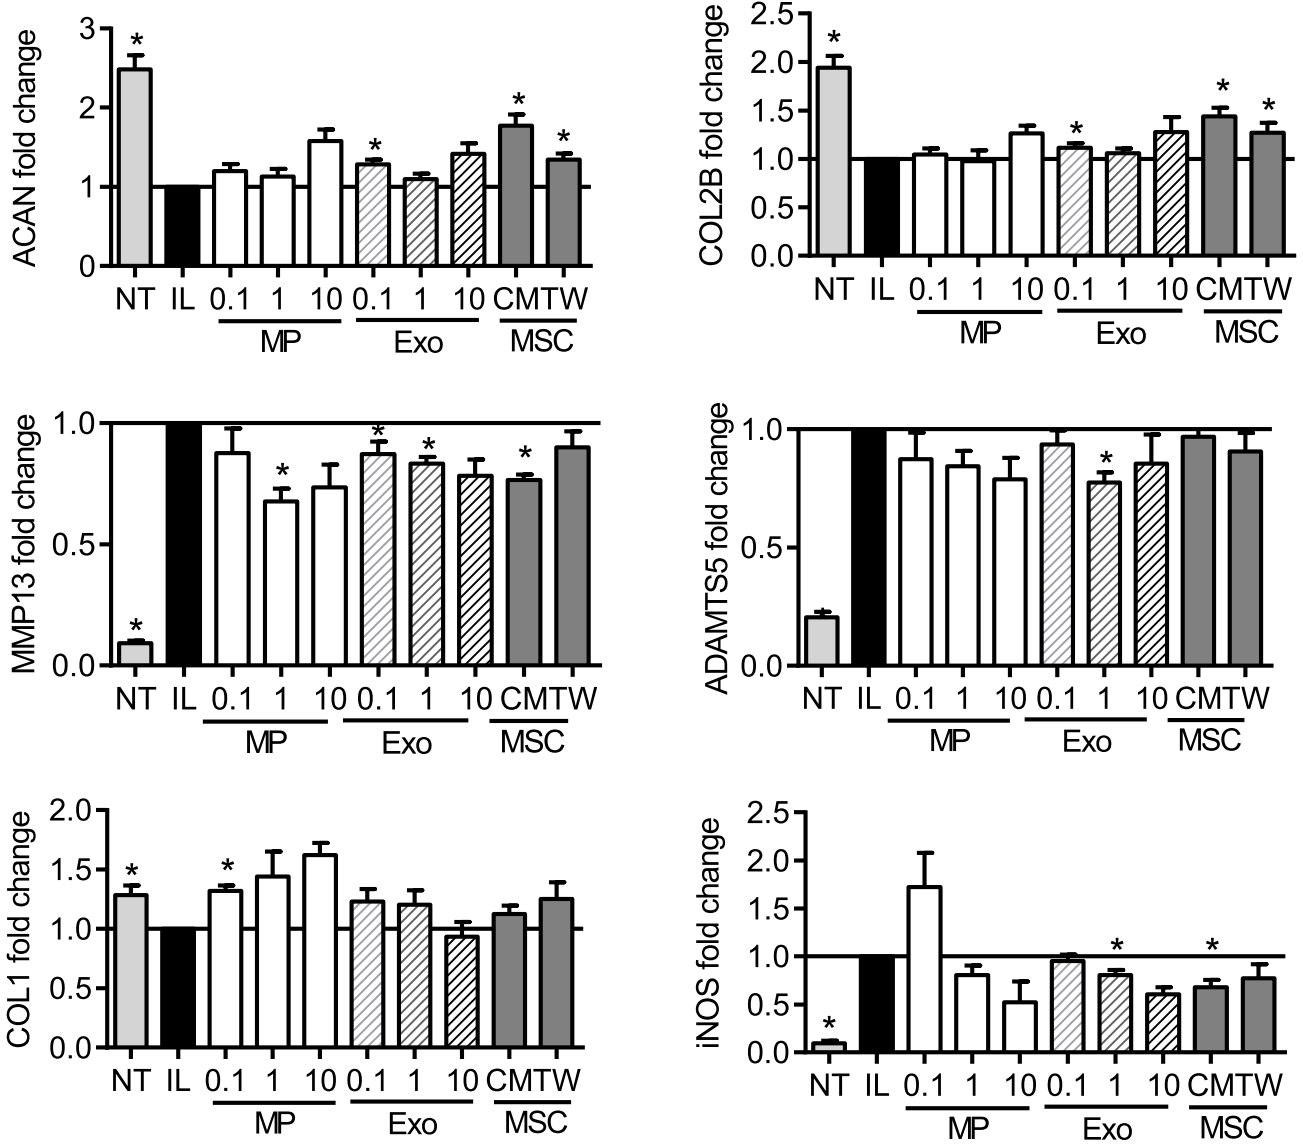 ACAN fold change
3
2
1
0
* * * *
NT IL 0.1 1 10 0.1 1 10 CM TW
MP Exo MSC
COL2B fold change
2.5
2.0
1.5
1.0
0.5
0.0
* * * *
NT IL 0.1 1 10 0.1 1 10 CM TW
MP Exo MSC
MMP13 fold change
1.0
0.5
0.0
* * * * *
NT IL 0.1 1 10 0.1 1 10 CM TW
MP Exo MSC
ADAMTS5 fold change
1.0
0.5
0.0
*
NT IL 0.1 1 10 0.1 1 10 CM TW
MP Exo MSC
COL1 fold change
2.0
1.5
1.0
0.5
0.0
* *
NT IL 0.1 1 10 0.1 1 10 CM TW
MP Exo MSC
iNOS fold change
2.5
2.0
1.5
1.0
0.5
0.0
* * *
NT IL 0.1 1 10 0.1 1 10 CM TW
MP Exo MSC